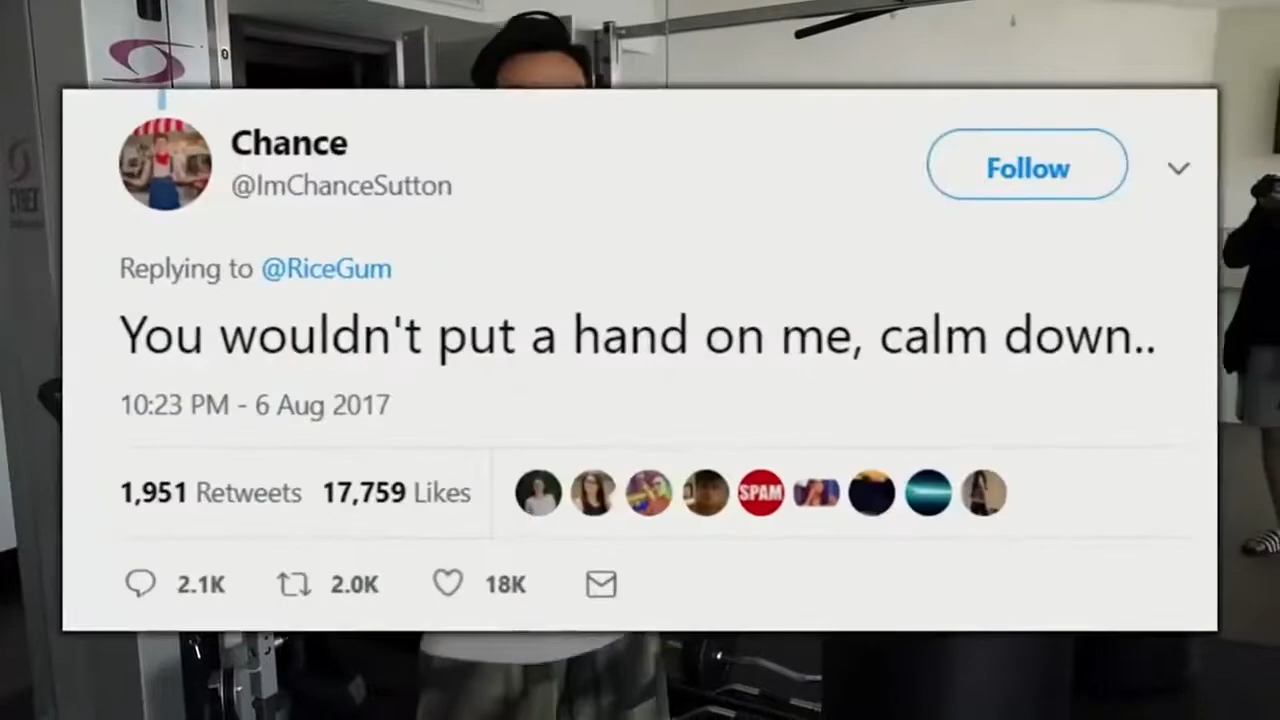 Chance
@ImChanceSutton
Follow
Replying to @RiceGum
You wouldn't put a hand on me, calm down..
10:23 PM - 6 Aug 2017
1,951 Retweets 17,759 Likes
SPAM
2.1K 2.0K 18K
CYBEX